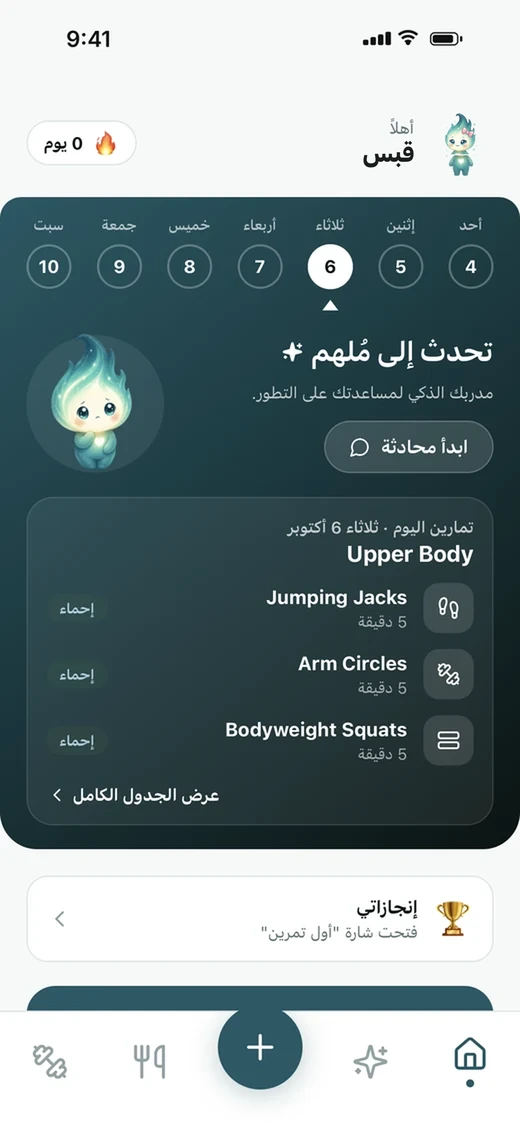 9:41
أهلاً
قبس
0 يوم
أحد
إثنين
ثلاثاء
أربعاء
خميس
جمعة
سبت
4
5
6
7
8
9
10
تحدث إلى مُلهم
مدربك الذكي لمساعدتك على التطور.
ابدأ محادثة
تمارين اليوم · ثلاثاء 6 أكتوبر
Upper Body
Jumping Jacks
5 دقيقة
إحماء
Arm Circles
5 دقيقة
إحماء
Bodyweight Squats
5 دقيقة
إحماء
عرض الجدول الكامل
إنجازاتي
فتحت شارة "أول تمرين"